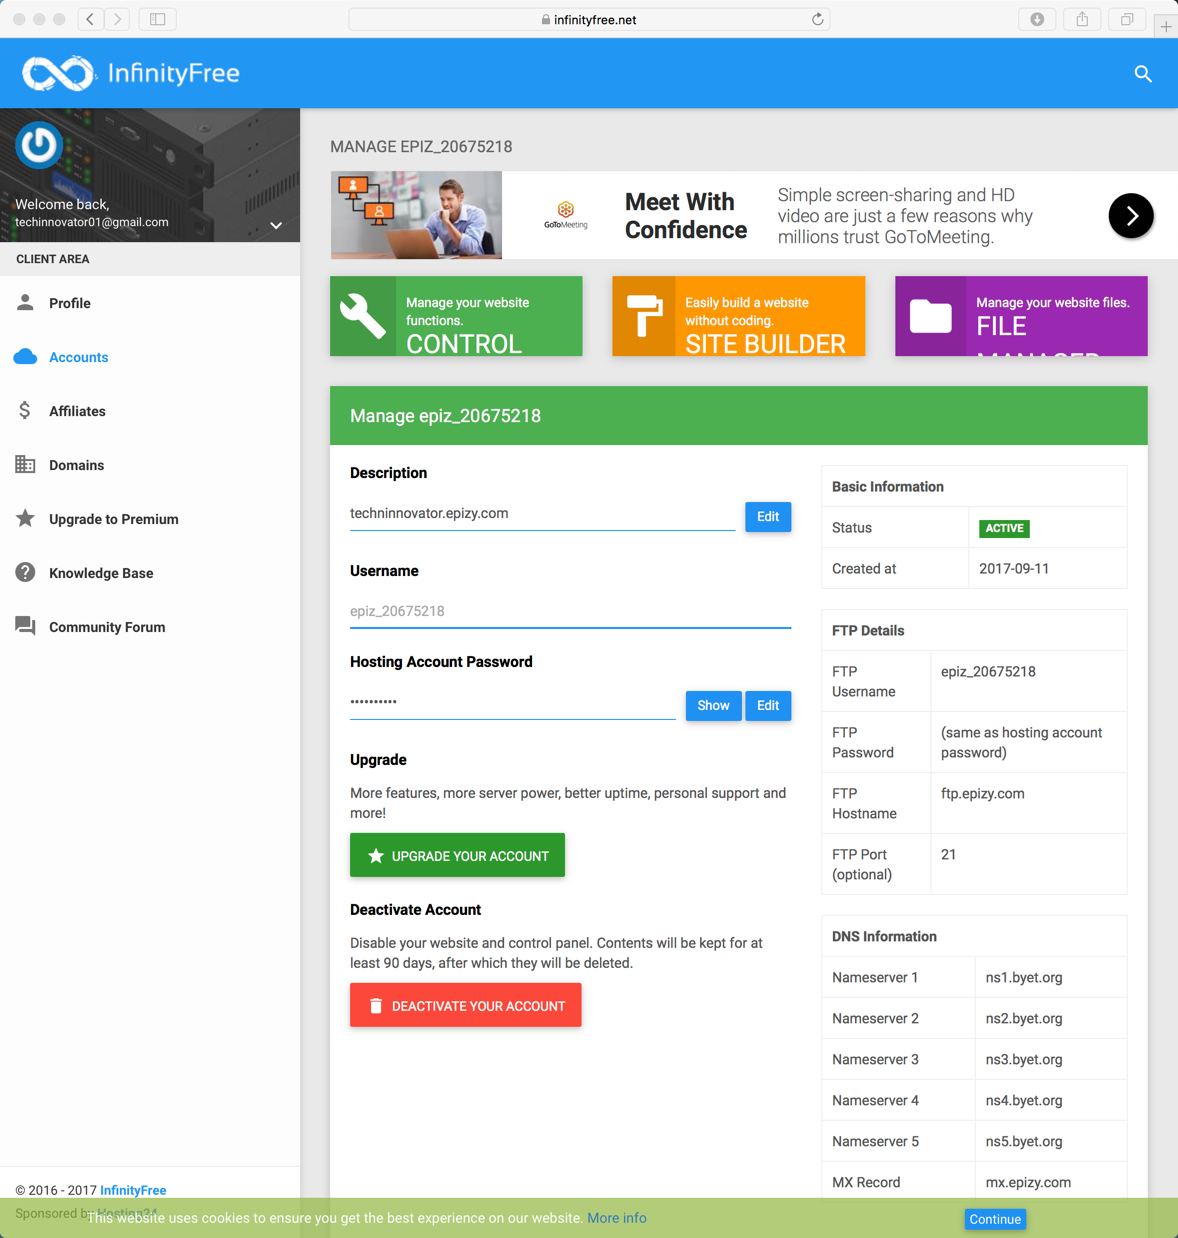 infinityfree.net
InfinityFree
Welcome back,
techinnovator01@gmail.com
CLIENT AREA
Profile
Accounts
Affiliates
Domains
Upgrade to Premium
Knowledge Base
Community Forum
© 2016 - 2017 InfinityFree
Sponsored by Hosting24
MANAGE EPIZ_20675218
GoToMeeting
Meet With
Confidence
Simple screen-sharing and HD
video are just a few reasons why
millions trust GoToMeeting.
Manage your website
functions.
CONTROL
Easily build a website
without coding.
SITE BUILDER
Manage your website files.
FILE
MANAGER
Manage epiz_20675218
Description
techninnovator.epizy.com
Edit
Username
epiz_20675218
Hosting Account Password
••••••••••
Show
Edit
Upgrade
More features, more server power, better uptime, personal support and
more!
UPGRADE YOUR ACCOUNT
Deactivate Account
Disable your website and control panel. Contents will be kept for at
least 90 days, after which they will be deleted.
DEACTIVATE YOUR ACCOUNT
Basic Information
Status ACTIVE
Created at 2017-09-11
FTP Details
FTP
Username
epiz_20675218
FTP
Password
(same as hosting account
password)
FTP
Hostname
ftp.epizy.com
FTP Port
(optional)
21
DNS Information
Nameserver 1 ns1.byet.org
Nameserver 2 ns2.byet.org
Nameserver 3 ns3.byet.org
Nameserver 4 ns4.byet.org
Nameserver 5 ns5.byet.org
MX Record mx.epizy.com
This website uses cookies to ensure you get the best experience on our website. More info
Continue